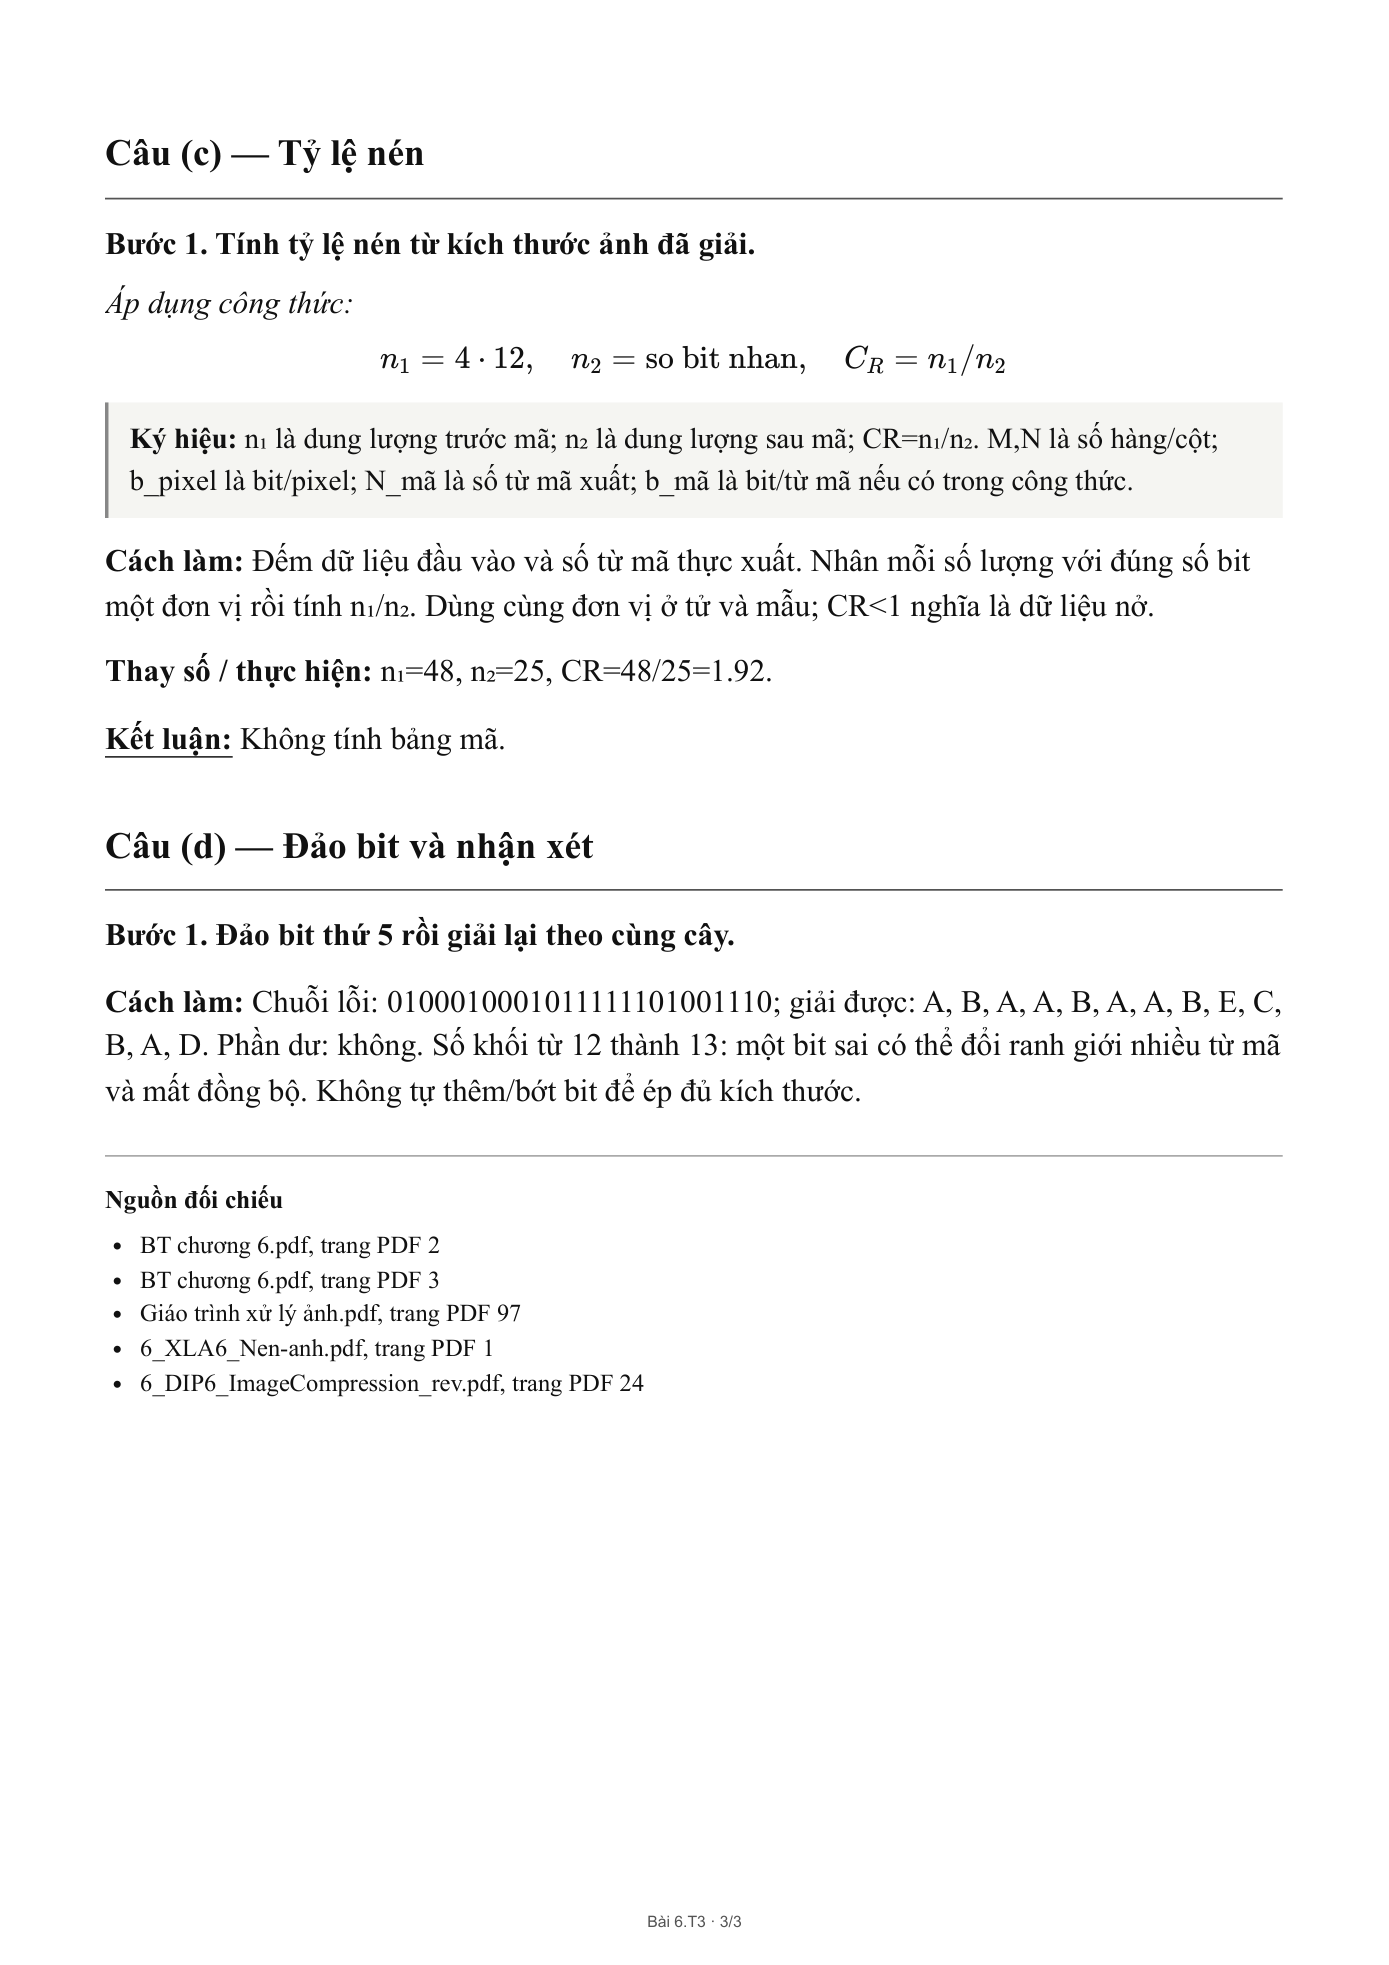 Câu (c) — Tỷ lệ nén
Bước 1. Tính tỷ lệ nén từ kích thước ảnh đã giải.
Áp dụng công thức:
n₁ = 4 · 12, n₂ = so bit nhan, C_R = n₁/n₂
Ký hiệu: n₁ là dung lượng trước mã; n₂ là dung lượng sau mã; CR=n₁/n₂. M,N là số hàng/cột;
b_pixel là bit/pixel; N_mã là số từ mã xuất; b_mã là bit/từ mã nếu có trong công thức.
Cách làm: Đếm dữ liệu đầu vào và số từ mã thực xuất. Nhân mỗi số lượng với đúng số bit
một đơn vị rồi tính n₁/n₂. Dùng cùng đơn vị ở tử và mẫu; CR<1 nghĩa là dữ liệu nở.
Thay số / thực hiện: n₁=48, n₂=25, CR=48/25=1.92.
Kết luận: Không tính bảng mã.
Câu (d) — Đảo bit và nhận xét
Bước 1. Đảo bit thứ 5 rồi giải lại theo cùng cây.
Cách làm: Chuỗi lỗi: 0100010001011111101001110; giải được: A, B, A, A, B, A, A, B, E, C,
B, A, D. Phần dư: không. Số khối từ 12 thành 13: một bit sai có thể đổi ranh giới nhiều từ mã
và mất đồng bộ. Không tự thêm/bớt bit để ép đủ kích thước.
Nguồn đối chiếu
• BT chương 6.pdf, trang PDF 2
• BT chương 6.pdf, trang PDF 3
• Giáo trình xử lý ảnh.pdf, trang PDF 97
• 6_XLA6_Nen-anh.pdf, trang PDF 1
• 6_DIP6_ImageCompression_rev.pdf, trang PDF 24
Bài 6.T3 · 3/3